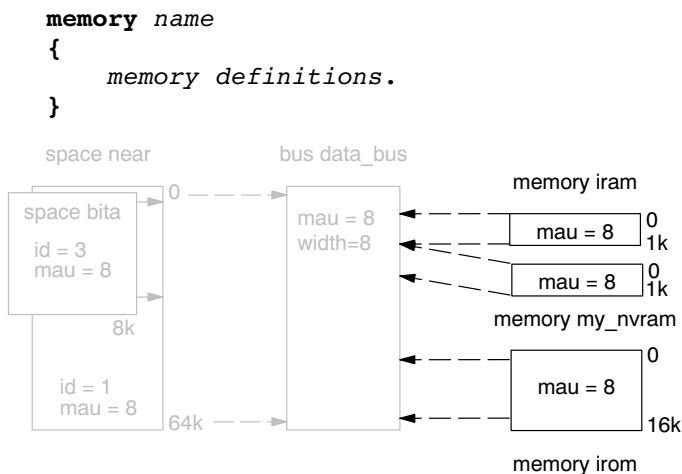 memory name
{
memory definitions.
}
space near
bus data_bus
memory iram
space bita
id = 3
mau = 8
8k
id = 1
mau = 8
0
64k
mau = 8
width=8
mau = 8
0
1k
mau = 8
0
1k
memory my_nvram
mau = 8
0
16k
memory irom